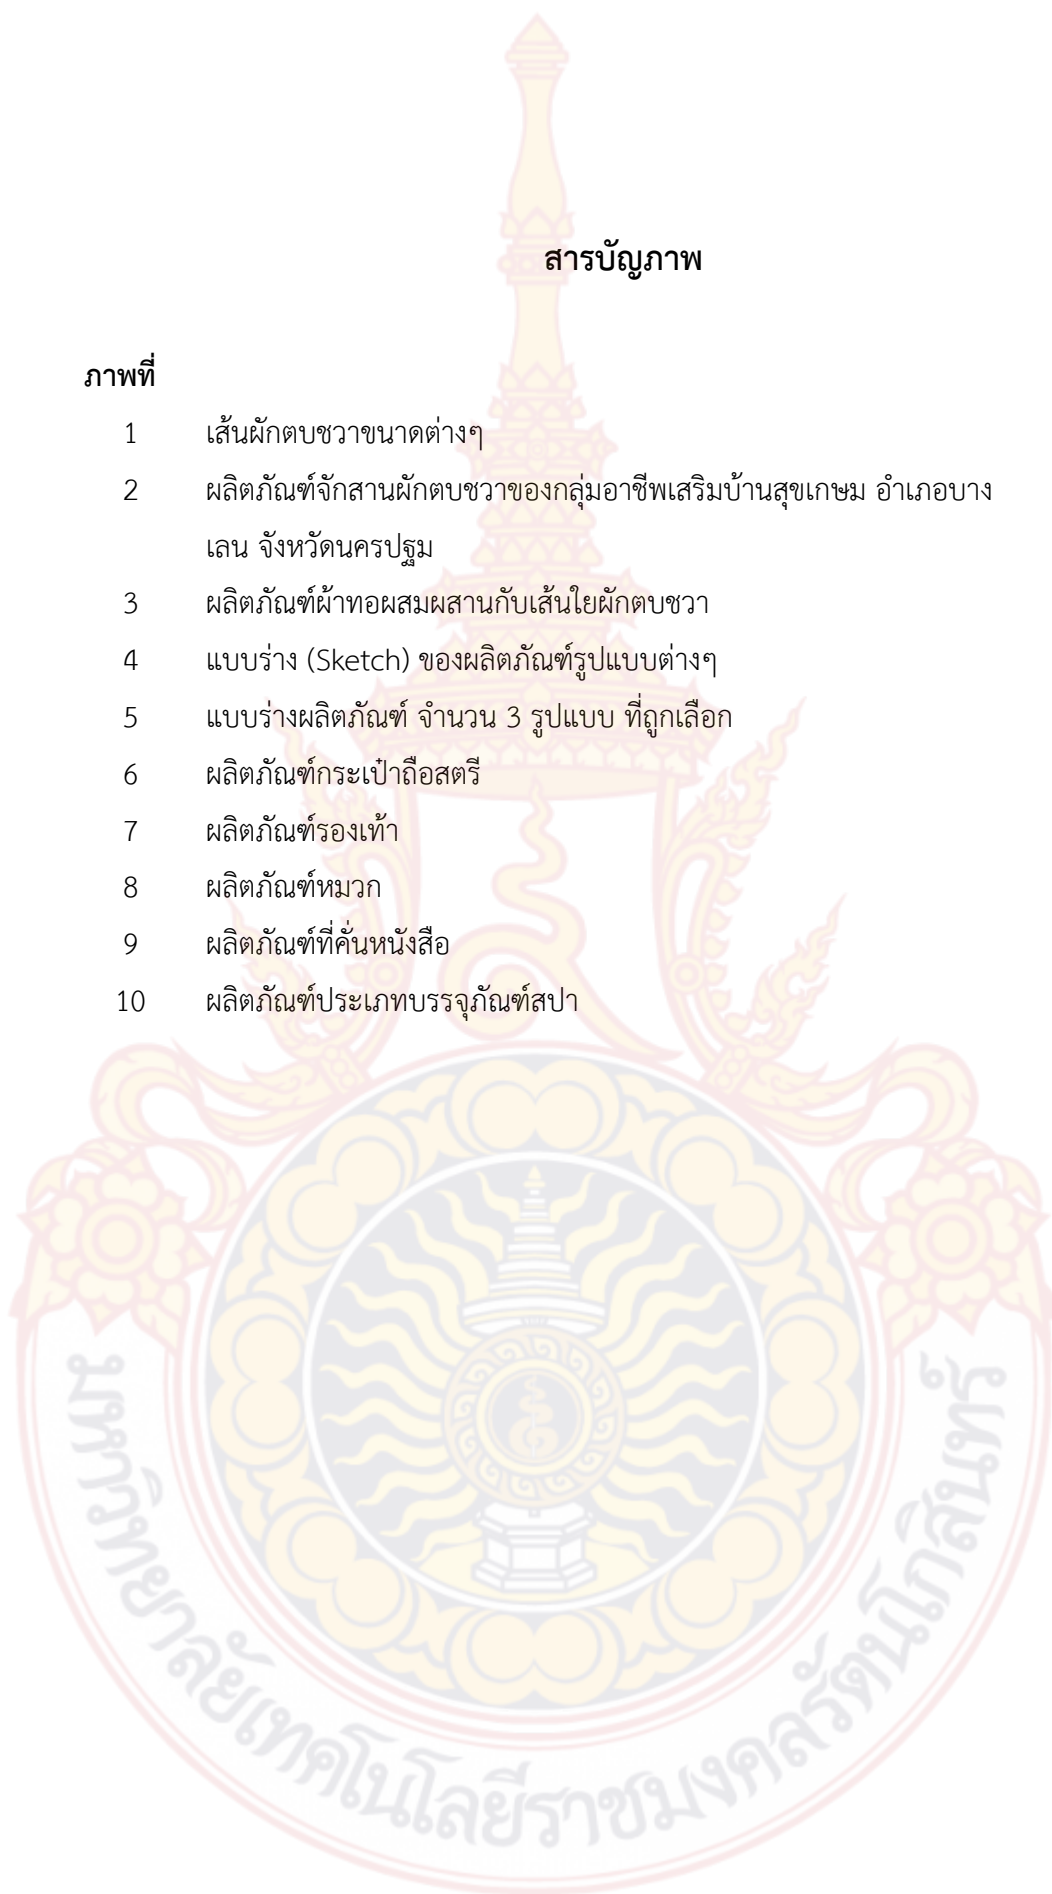 สารบัญภาพ
ภาพที่
1 เส้นผักตบชวาขนาดต่างๆ
2 ผลิตภัณฑ์จักสานผักตบชวาของกลุ่มอาชีพเสริมบ้านสุขเกษม อำเภอบาง
เลน จังหวัดนครปฐม
3 ผลิตภัณฑ์ผ้าทอผสมผสานกับเส้นใยผักตบชวา
4 แบบร่าง (Sketch) ของผลิตภัณฑ์รูปแบบต่างๆ
5 แบบร่างผลิตภัณฑ์ จำนวน 3 รูปแบบ ที่ถูกเลือก
6 ผลิตภัณฑ์กระเป๋าถือสตรี
7 ผลิตภัณฑ์รองเท้า
8 ผลิตภัณฑ์หมวก
9 ผลิตภัณฑ์ที่คั่นหนังสือ
10 ผลิตภัณฑ์ประเภทบรรจุภัณฑ์สปา
มหาวิทยาลัยเทคโนโลยีราชมงคลรัตนโกสินทร์